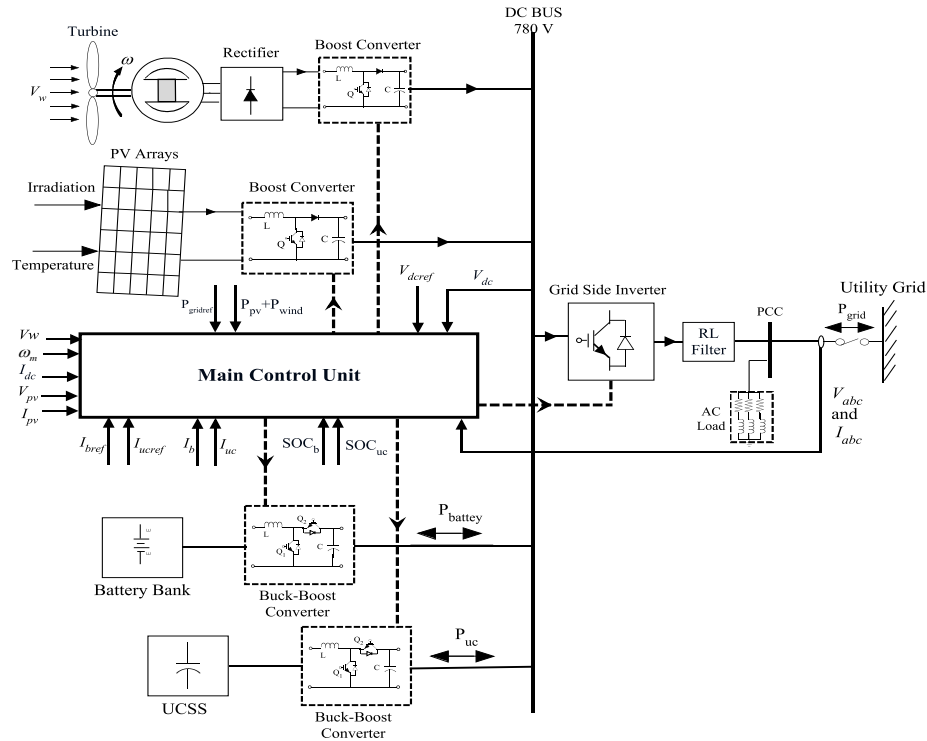 DC BUS
780 V
Turbine
ω
V_w
Rectifier
Boost Converter
L
Q
C
PV Arrays
Irradiation
Temperature
Boost Converter
L
Q
C
P_gridref
P_pv+P_wind
V_dcref
V_dc
Grid Side Inverter
RL
Filter
PCC
P_grid
Utility Grid
AC
Load
V_abc
and
I_abc
Vw
ω_m
I_dc
V_pv
I_pv
Main Control Unit
I_bref
I_ucref
I_b
I_uc
SOC_b
SOC_uc
Battery Bank
L
Q_2
Q_1
C
Buck-Boost
Converter
P_battey
UCSS
L
Q_2
Q_1
C
Buck-Boost
Converter
P_uc